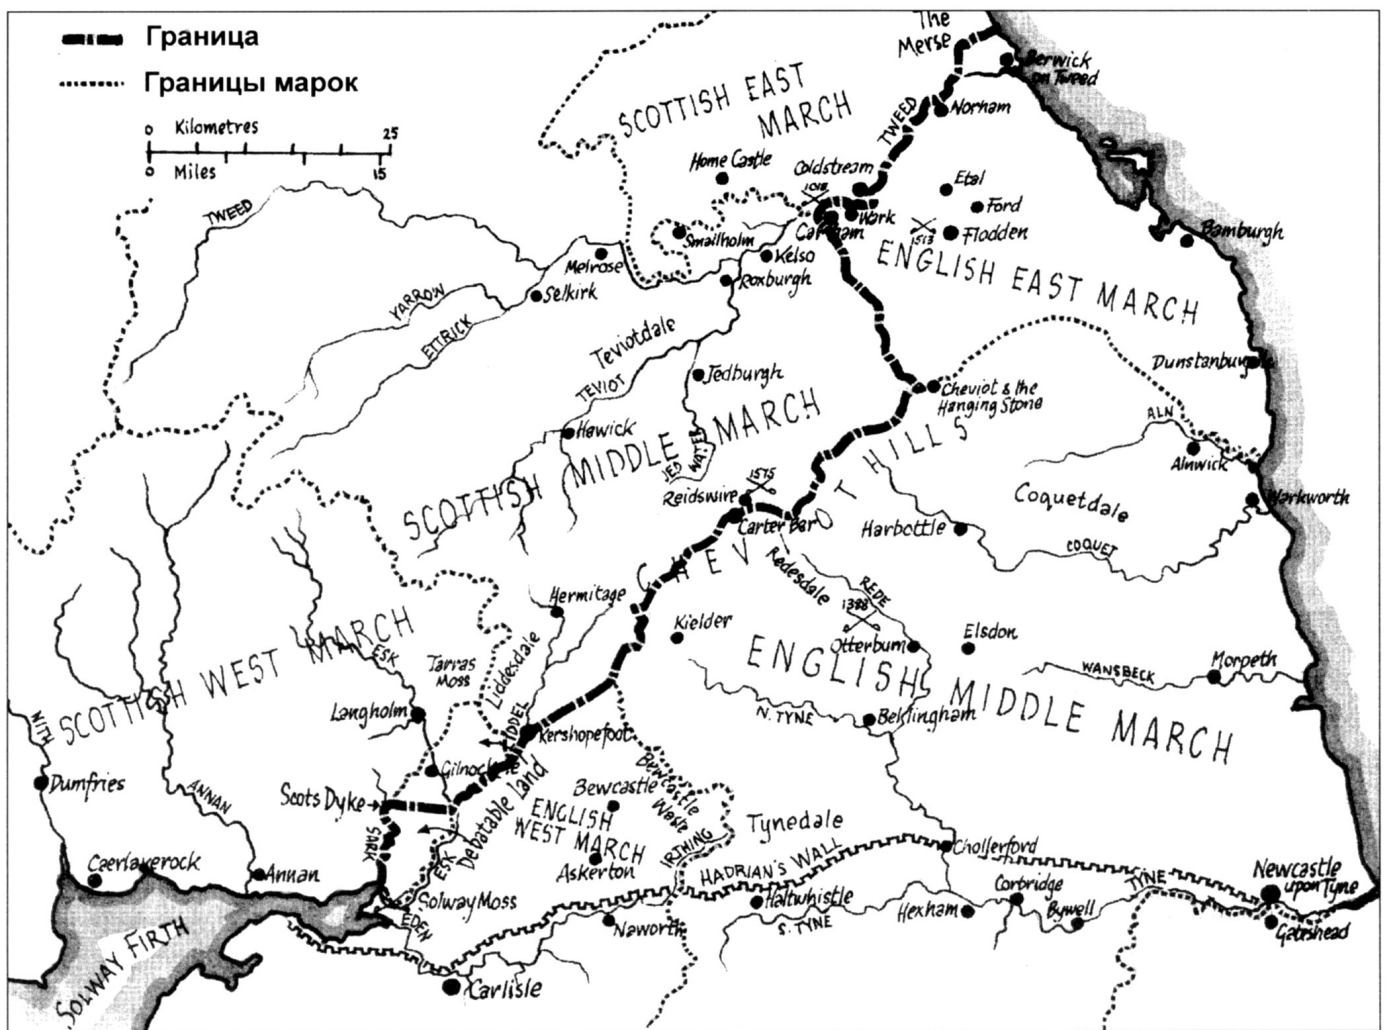 Граница
Границы марок
Kilometres
25
Miles
15
The
Merse
Berwick
on Tweed
SCOTTISH EAST
MARCH
TWEED
Norham
Home Castle
Coldstream
1018
Etal
Ford
Wark
Carham
1513
Flodden
Bamburgh
TWEED
Smailholm
Kelso
Melrose
Roxburgh
Selkirk
ENGLISH EAST MARCH
YARROW
ETTRICK
Teviotdale
TEVIOT
Jedburgh
Dunstanburgh
Cheviot & the
Hanging Stone
ALN
Hawick
JED WATER
Alnwick
SCOTTISH MIDDLE MARCH
Reidswire
1575
Carter Bar
CHEVIOT HILLS
Coquetdale
Warkworth
Harbottle
COQUET
Redesdale
REDE
1388
Hermitage
Kielder
Otterburn
Elsdon
SCOTTISH WEST MARCH
ESK
Tarras
Moss
Liddesdale
ENGLISH MIDDLE MARCH
WANSBECK
Morpeth
NITH
Langholm
LIDDEL
Kershopefoot
N. TYNE
Bellingham
Dumfries
ANNAN
Gilnockie
Scots Dyke
Debatable Land
Bewcastle
Bewcastle
Waste
ENGLISH
WEST MARCH
SARK
ESK
Askerton
IRTHING
Tynedale
HADRIAN'S WALL
Chollerford
Caerlaverock
Annan
Solway Moss
EDEN
Naworth
Haltwhistle
S. TYNE
Hexham
Corbridge
Bywell
TYNE
Newcastle
upon Tyne
Gateshead
SOLWAY FIRTH
Carlisle